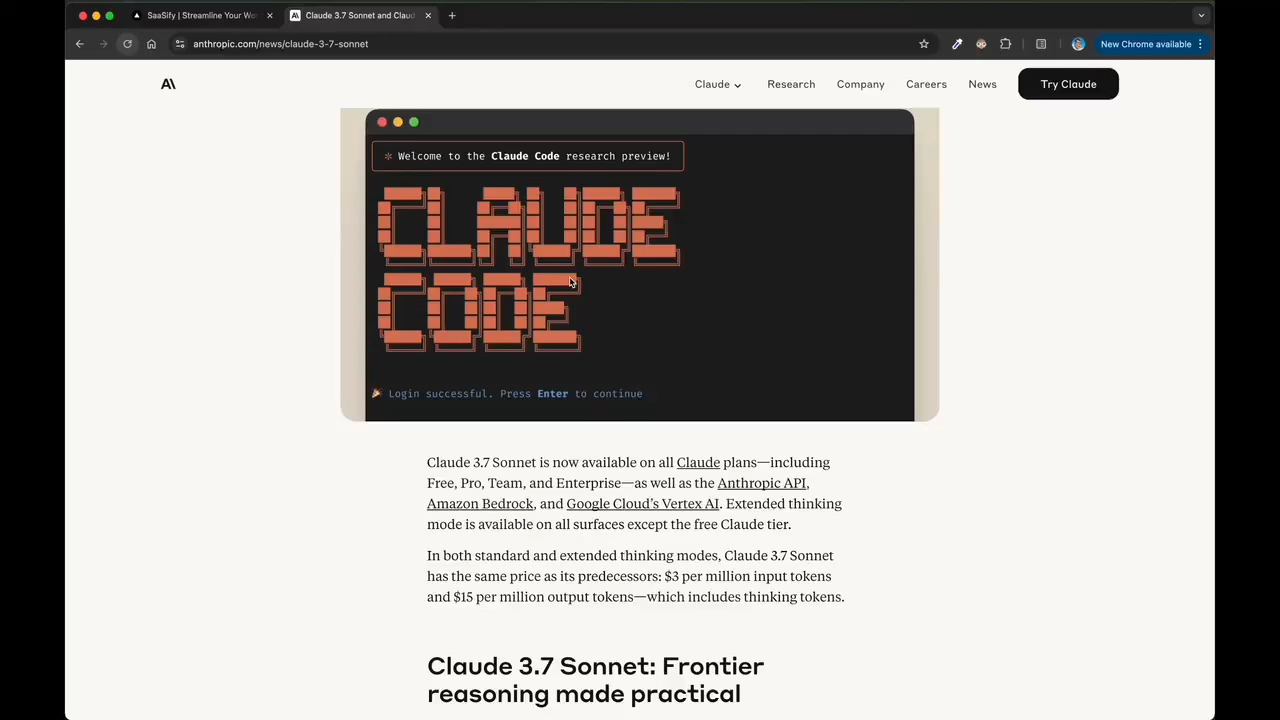 SaaSify | Streamline Your Wo
Claude 3.7 Sonnet and Claud
anthropic.com/news/claude-3-7-sonnet
New Chrome available
Claude
Research
Company
Careers
News
Try Claude
Welcome to the Claude Code research preview!
CLAUDE
CODE
Login successful. Press Enter to continue
Claude 3.7 Sonnet is now available on all Claude plans—including
Free, Pro, Team, and Enterprise—as well as the Anthropic API,
Amazon Bedrock, and Google Cloud’s Vertex AI. Extended thinking
mode is available on all surfaces except the free Claude tier.
In both standard and extended thinking modes, Claude 3.7 Sonnet
has the same price as its predecessors: $3 per million input tokens
and $15 per million output tokens—which includes thinking tokens.
Claude 3.7 Sonnet: Frontier
reasoning made practical